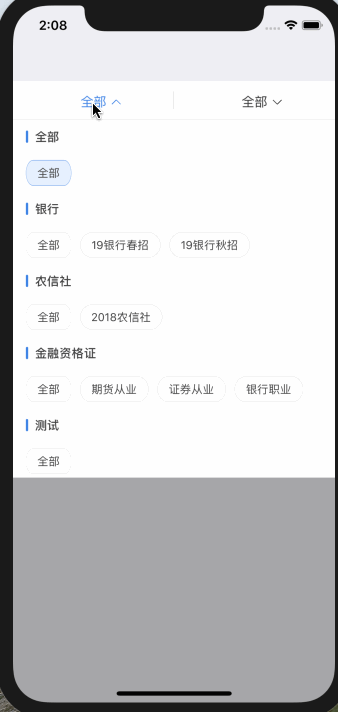 2:08
全部 全部
全部
全部
银行
全部 19银行春招 19银行秋招
农信社
全部 2018农信社
金融资格证
全部 期货从业 证券从业 银行职业
测试
全部